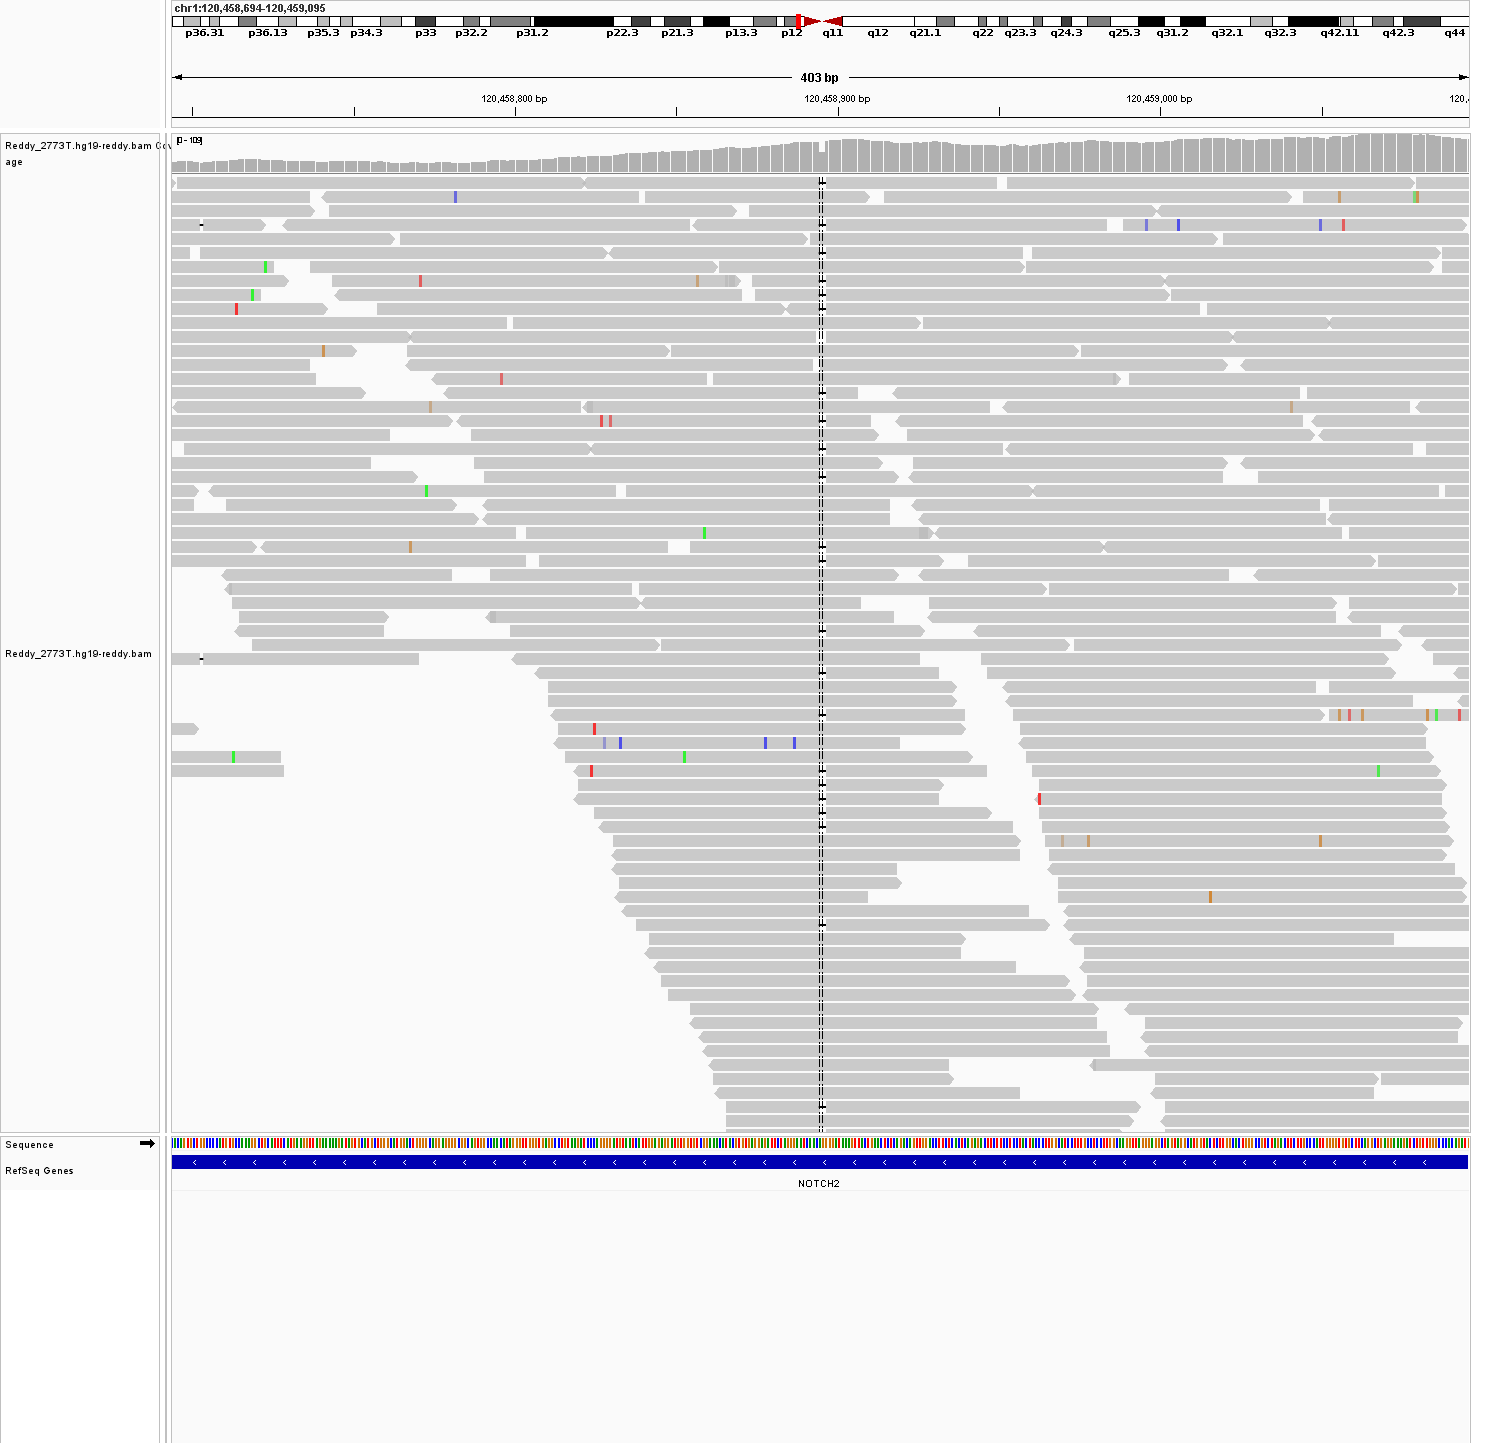 chr1:120,458,694-120,459,095
p36.31 p36.13 p35.3 p34.3 p33 p32.2 p31.2 p22.3 p21.3 p13.3 p12 q11 q12 q21.1 q22 q23.3 q24.3 q25.3 q31.2 q32.1 q32.3 q42.11 q42.3 q44
403 bp
120,458,800 bp 120,458,900 bp 120,459,000 bp 120,
Reddy_2773T.hg19-reddy.bam Cov
age
[0 - 109]
Reddy_2773T.hg19-reddy.bam
Sequence
RefSeq Genes
NOTCH2